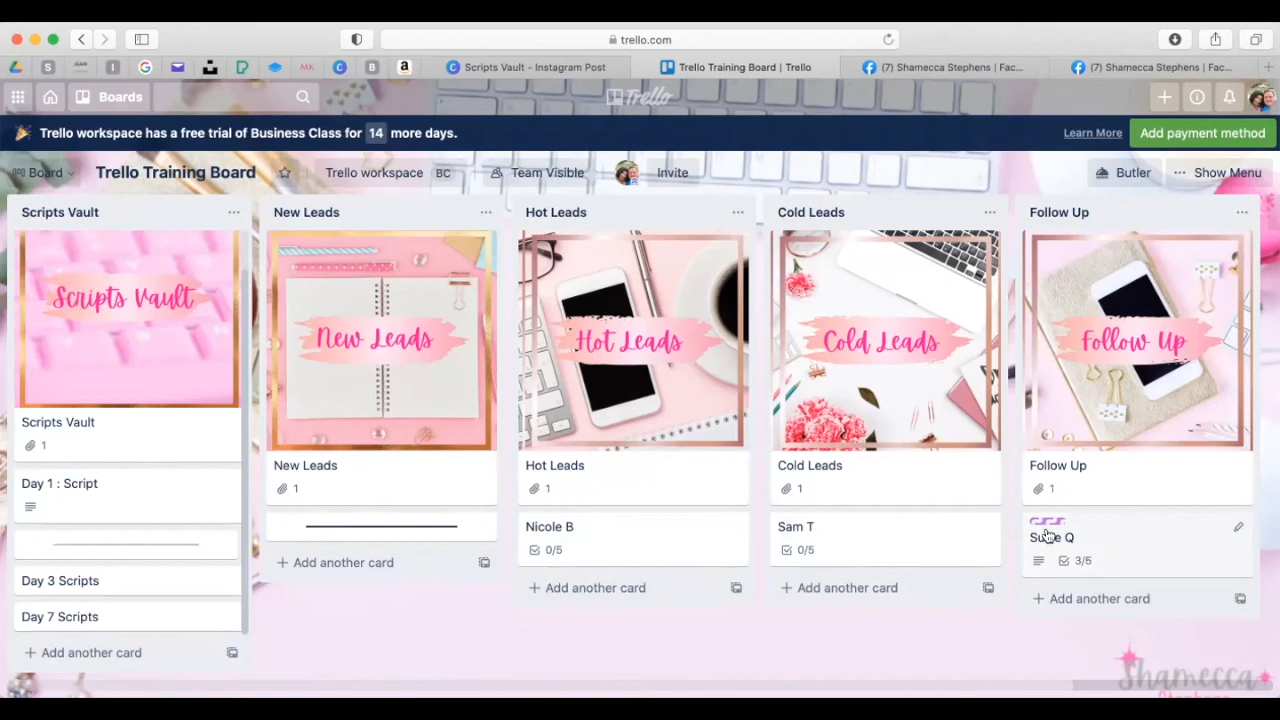 trello.com
S
I
MK
C
B
a
Scripts Vault - Instagram Post
Trello Training Board | Trello
(7) Shamecca Stephens | Fac...
(7) Shamecca Stephens | Fac...
Boards
Trello
Trello workspace has a free trial of Business Class for 14 more days.
Learn More
Add payment method
Board
Trello Training Board
Trello workspace BC
Team Visible
Invite
Butler
Show Menu
Scripts Vault
Scripts Vault
Scripts Vault
1
Day 1 : Script
Day 3 Scripts
Day 7 Scripts
Add another card
New Leads
New Leads
New Leads
1
Add another card
Hot Leads
Hot Leads
Hot Leads
1
Nicole B
0/5
Add another card
Cold Leads
Cold Leads
Cold Leads
1
Sam T
0/5
Add another card
Follow Up
Follow Up
Follow Up
1
Q
3/5
Add another card
Shamecca
Stephens